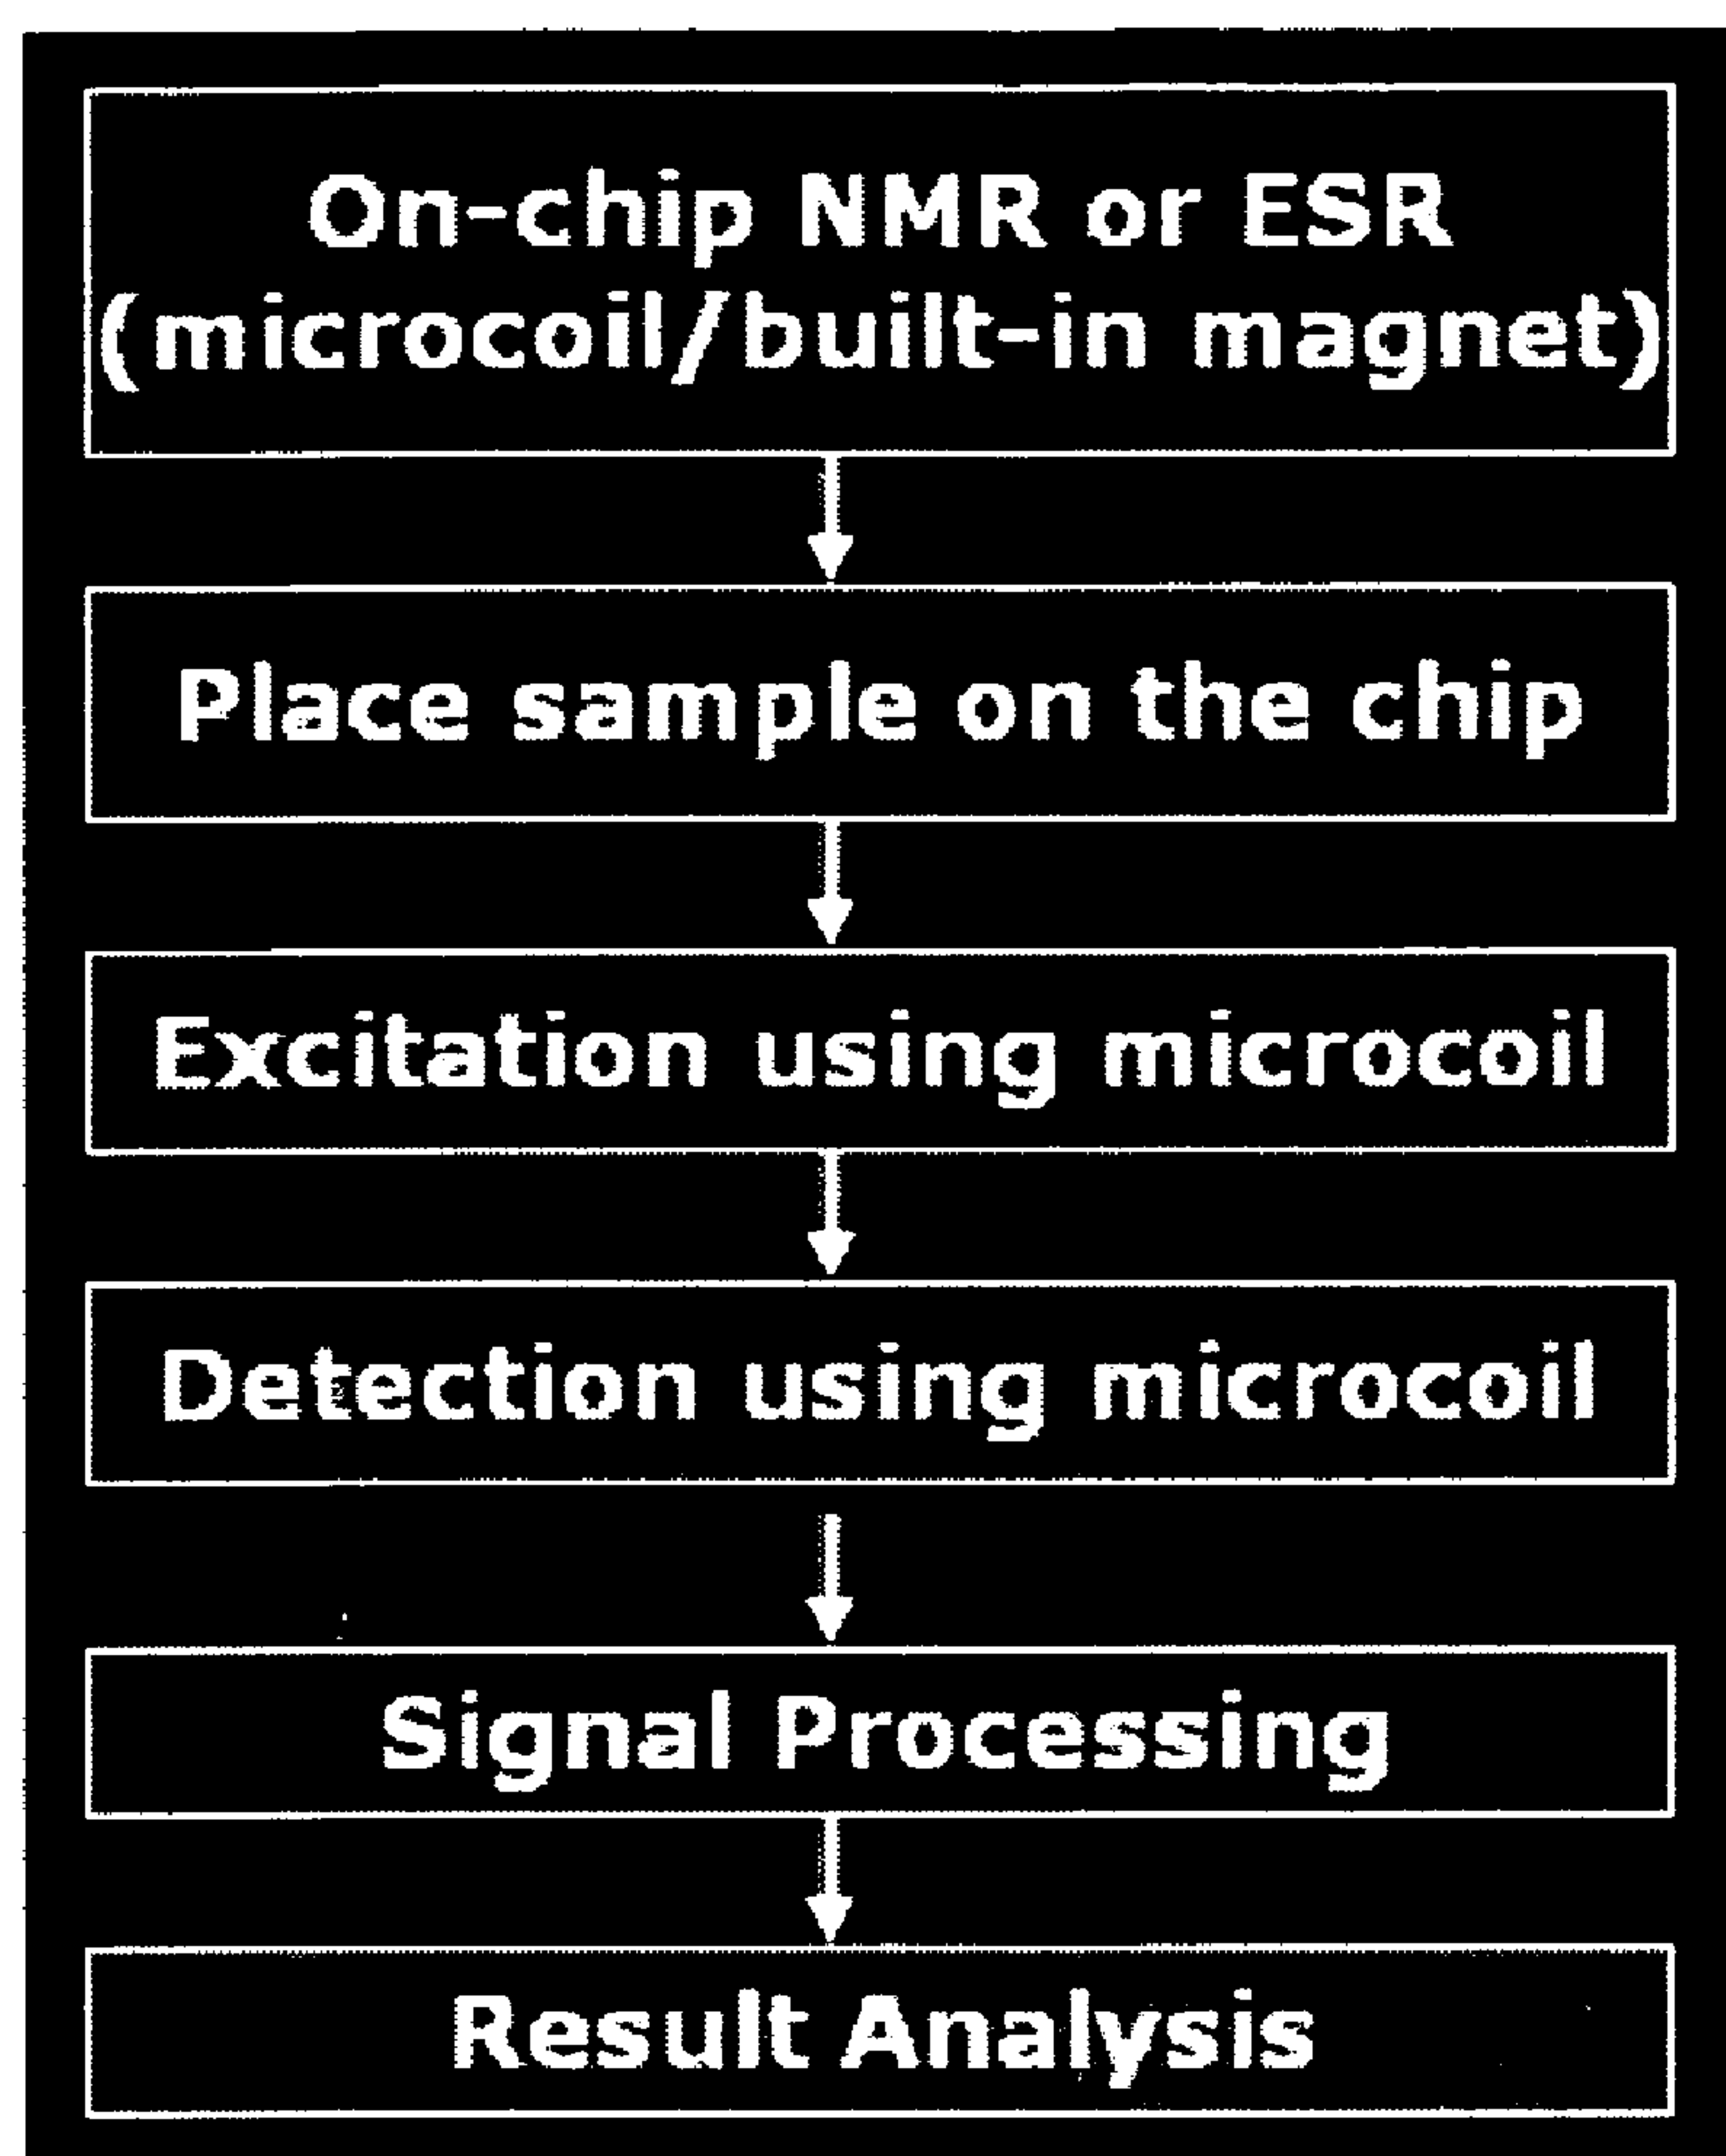 On-chip NMR or ESR
(microcoil/built-in magnet)
Place sample on the chip
Excitation using microcoil
Detection using microcoil
Signal Processing
Result Analysis